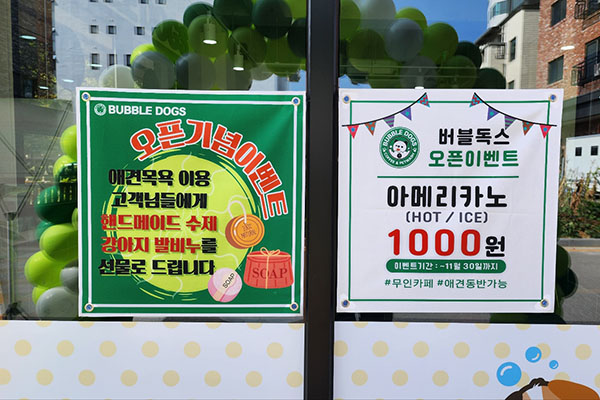 BUBBLE DOGS
오픈기념이벤트
애견목욕 이용
고객님들에게
핸드메이드 수제
강아지 발비누를
선물로 드립니다
SOAP
SOAP
BUBBLE DOGS
버블독스
오픈이벤트
아메리카노
(HOT / ICE)
1000원
이벤트기간 : ~11월 30일까지
#무인카페 #애견동반가능